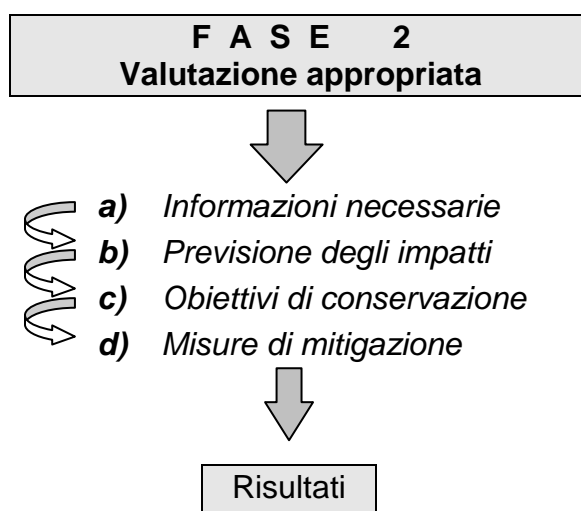 F A S E 2
Valutazione appropriata
a) Informazioni necessarie
b) Previsione degli impatti
c) Obiettivi di conservazione
d) Misure di mitigazione
Risultati